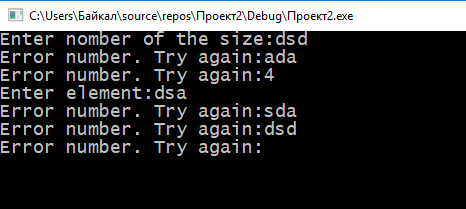 C:\Users\Байкал\source\repos\Проект2\Debug\Проект2.exe
Enter nomber of the size:dsd
Error number. Try again:ada
Error number. Try again:4
Enter element:dsa
Error number. Try again:sda
Error number. Try again:dsd
Error number. Try again: